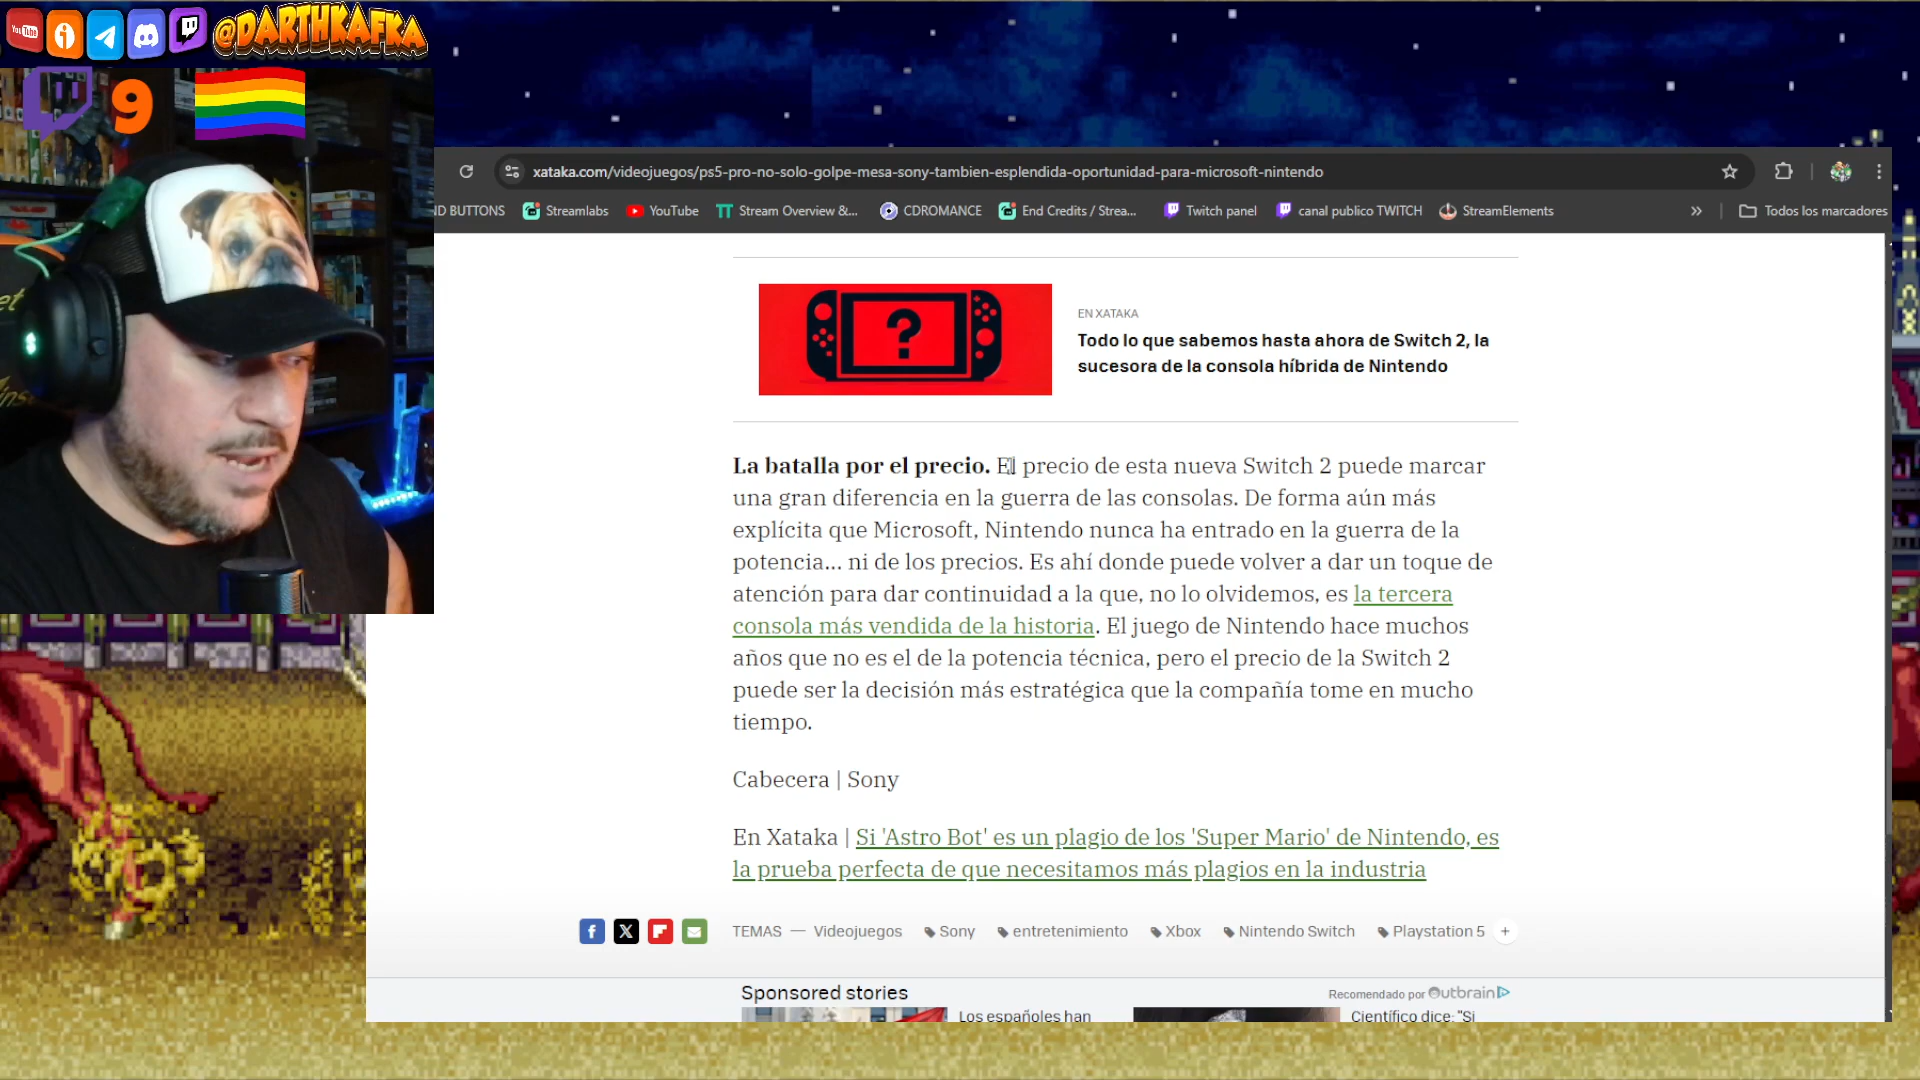 YouTube
@DARTHKAFKA
9
xataka.com/videojuegos/ps5-pro-no-solo-golpe-mesa-sony-tambien-esplendida-oportunidad-para-microsoft-nintendo
ND BUTTONS Streamlabs YouTube Stream Overview &... CDROMANCE End Credits / Strea... Twitch panel canal publico TWITCH StreamElements » Todos los marcadores
?
EN XATAKA
Todo lo que sabemos hasta ahora de Switch 2, la
sucesora de la consola híbrida de Nintendo
La batalla por el precio. El precio de esta nueva Switch 2 puede marcar
una gran diferencia en la guerra de las consolas. De forma aún más
explícita que Microsoft, Nintendo nunca ha entrado en la guerra de la
potencia... ni de los precios. Es ahí donde puede volver a dar un toque de
atención para dar continuidad a la que, no lo olvidemos, es la tercera
consola más vendida de la historia. El juego de Nintendo hace muchos
años que no es el de la potencia técnica, pero el precio de la Switch 2
puede ser la decisión más estratégica que la compañía tome en mucho
tiempo.
Cabecera | Sony
En Xataka | Si 'Astro Bot' es un plagio de los 'Super Mario' de Nintendo, es
la prueba perfecta de que necesitamos más plagios en la industria
TEMAS — Videojuegos Sony entretenimiento Xbox Nintendo Switch Playstation 5 +
Sponsored stories
Recomendado por Outbrain
Los españoles han
Científico dice: "Si